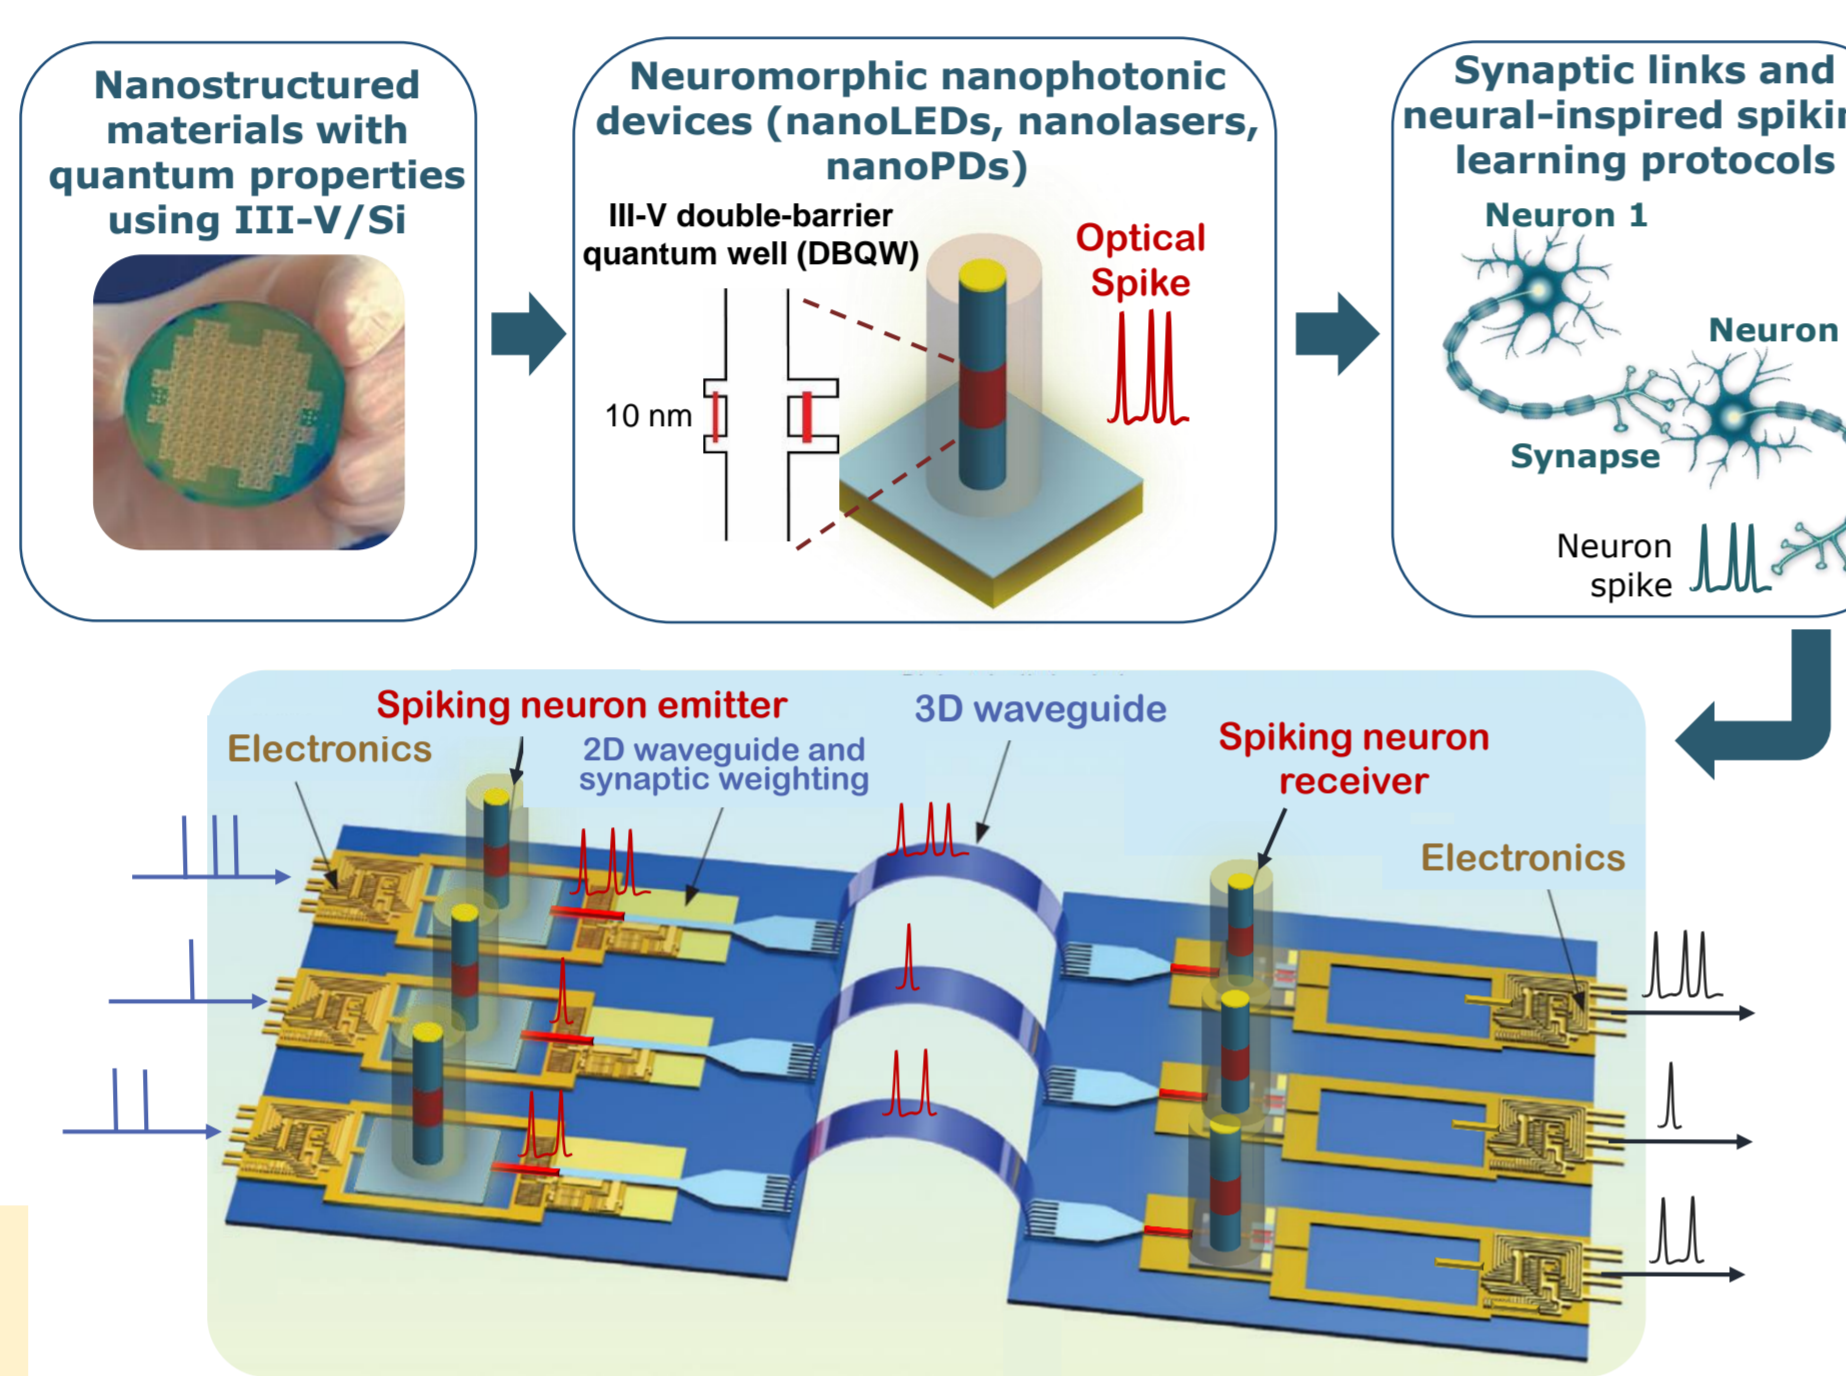 Nanostructured
materials with
quantum properties
using III-V/Si
Neuromorphic nanophotonic
devices (nanoLEDs, nanolasers,
nanoPDs)
III-V double-barrier
quantum well (DBQW)
10 nm
Optical
Spike
Synaptic links and
neural-inspired
learning protocols
Neuron 1
Neuron
Synapse
Neuron
spike
Spiking neuron emitter
Electronics
2D waveguide and
synaptic weighting
3D waveguide
Spiking neuron
receiver
Electronics